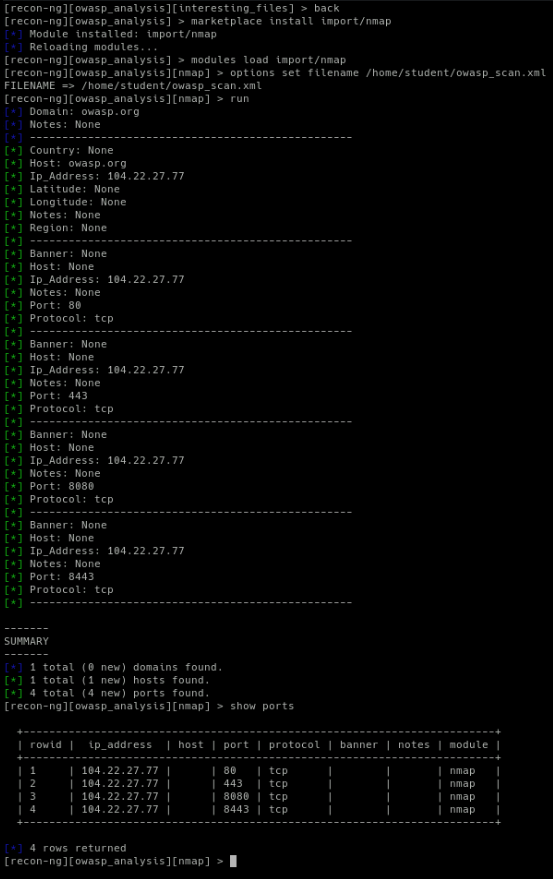 [recon-ng][owasp_analysis][interesting_files] > back
[recon-ng][owasp_analysis] > marketplace install import/nmap
[*] Module installed: import/nmap
[*] Reloading modules...
[recon-ng][owasp_analysis] > modules load import/nmap
[recon-ng][owasp_analysis][nmap] > options set filename /home/student/owasp_scan.xml
FILENAME => /home/student/owasp_scan.xml
[recon-ng][owasp_analysis][nmap] > run
[*] Domain: owasp.org
[*] Notes: None
[*] --------------------------------------------------
[*] Country: None
[*] Host: owasp.org
[*] Ip_Address: 104.22.27.77
[*] Latitude: None
[*] Longitude: None
[*] Notes: None
[*] Region: None
[*] --------------------------------------------------
[*] Banner: None
[*] Host: None
[*] Ip_Address: 104.22.27.77
[*] Notes: None
[*] Port: 80
[*] Protocol: tcp
[*] --------------------------------------------------
[*] Banner: None
[*] Host: None
[*] Ip_Address: 104.22.27.77
[*] Notes: None
[*] Port: 443
[*] Protocol: tcp
[*] --------------------------------------------------
[*] Banner: None
[*] Host: None
[*] Ip_Address: 104.22.27.77
[*] Notes: None
[*] Port: 8080
[*] Protocol: tcp
[*] --------------------------------------------------
[*] Banner: None
[*] Host: None
[*] Ip_Address: 104.22.27.77
[*] Notes: None
[*] Port: 8443
[*] Protocol: tcp
[*] --------------------------------------------------
-------
SUMMARY
-------
[*] 1 total (0 new) domains found.
[*] 1 total (1 new) hosts found.
[*] 4 total (4 new) ports found.
[recon-ng][owasp_analysis][nmap] > show ports
+-------------------------------------------------------------------------+
| rowid | ip_address | host | port | protocol | banner | notes | module |
+-------------------------------------------------------------------------+
| 1 | 104.22.27.77 | | 80 | tcp | | | nmap |
| 2 | 104.22.27.77 | | 443 | tcp | | | nmap |
| 3 | 104.22.27.77 | | 8080 | tcp | | | nmap |
| 4 | 104.22.27.77 | | 8443 | tcp | | | nmap |
+-------------------------------------------------------------------------+
[*] 4 rows returned
[recon-ng][owasp_analysis][nmap] >